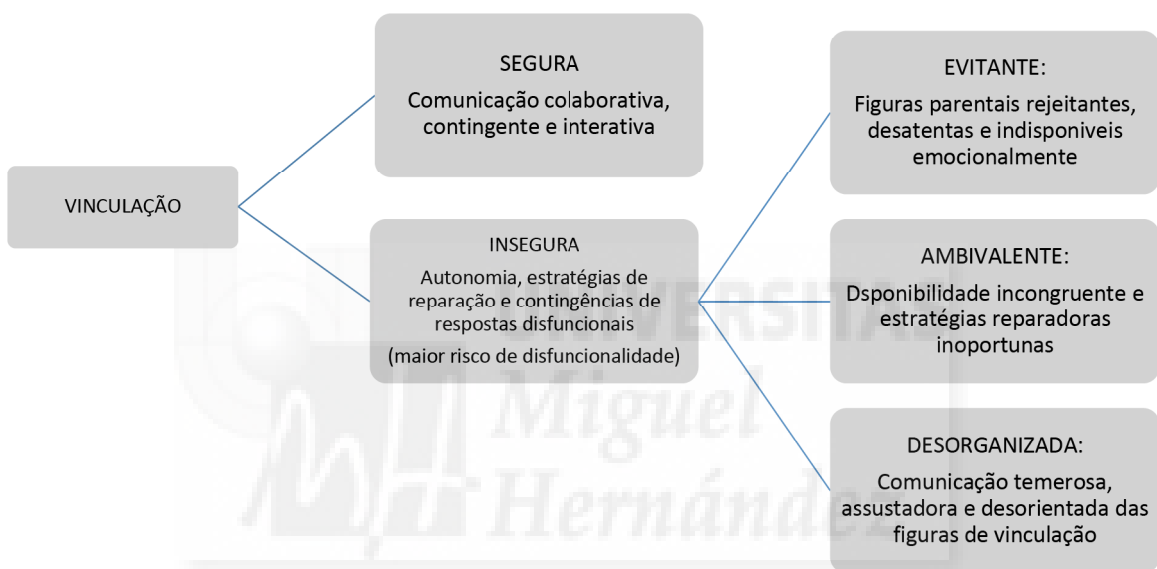 VINCULAÇÃO
SEGURA
Comunicação colaborativa,
contingente e interativa
INSEGURA
Autonomia, estratégias de
reparação e contingências de
respostas disfuncionais
(maior risco de disfuncionalidade)
EVITANTE:
Figuras parentais rejeitantes,
desatentas e indisponiveis
emocionalmente
AMBIVALENTE:
Dsponibilidade incongruente e
estratégias reparadoras
inoportunas
DESORGANIZADA:
Comunicação temerosa,
assustadora e desorientada das
figuras de vinculação
UNIVERSITAS
Miguel
Hernández